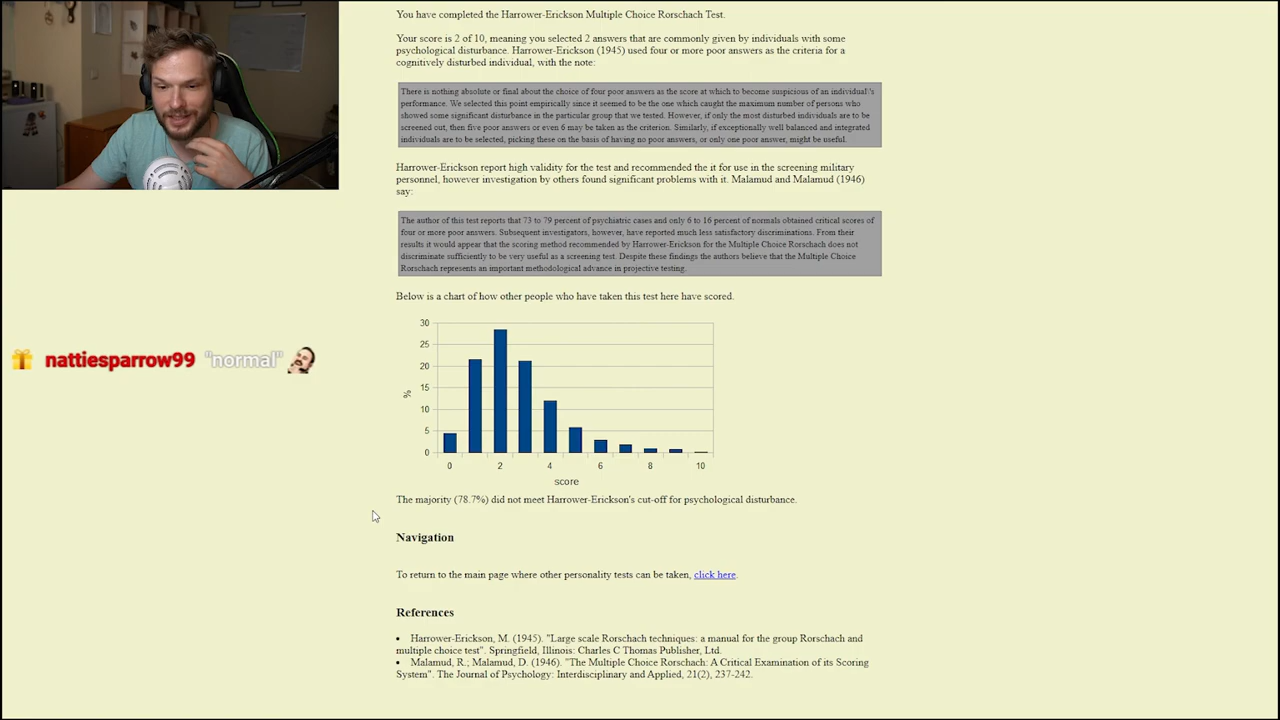 You have completed the Harrower-Erickson Multiple Choice Rorschach Test.
Your score is 2 of 10, meaning you selected 2 answers that are commonly given by individuals with some
psychological disturbance. Harrower-Erickson (1945) used four or more poor answers as the criteria for a
cognitively disturbed individual, with the note:
There is nothing absolute or final about the choice of four poor answers as the score at which to become suspicious of an individual's
performance. We selected this point empirically since it seemed to be the one which caught the maximum number of persons who
showed some significant disturbance in the particular group that we tested. However, if only the most disturbed individuals are to be
screened out, then five poor answers or even 6 may be taken as the criterion. Similarly, if exceptionally well balanced and integrated
individuals are to be selected, picking these on the basis of having no poor answers, or only one poor answer, might be useful.
Harrower-Erickson report high validity for the test and recommended the it for use in the screening military
personnel, however investigation by others found significant problems with it. Malamud and Malamud (1946)
say:
The author of this test reports that 73 to 79 percent of psychiatric cases and only 6 to 16 percent of normals obtained critical scores of
four or more poor answers. Subsequent investigators, however, have reported much less satisfactory discriminations. From their
results it would appear that the scoring method recommended by Harrower-Erickson for the Multiple Choice Rorschach does not
discriminate sufficiently to be very useful as a screening test. Despite these findings the authors believe that the Multiple Choice
Rorschach represents an important methodological advance in projective testing.
Below is a chart of how other people who have taken this test here have scored.
30
25
20
15
10
5
0
%
0 2 4 6 8 10
score
nattiesparrow99 "normal"
The majority (78.7%) did not meet Harrower-Erickson's cut-off for psychological disturbance.
Navigation
To return to the main page where other personality tests can be taken, click here.
References
• Harrower-Erickson, M. (1945). "Large scale Rorschach techniques: a manual for the group Rorschach and
multiple choice test". Springfield, Illinois: Charles C Thomas Publisher, Ltd.
• Malamud, R.; Malamud, D. (1946). "The Multiple Choice Rorschach: A Critical Examination of its Scoring
System". The Journal of Psychology: Interdisciplinary and Applied, 21(2), 237-242.